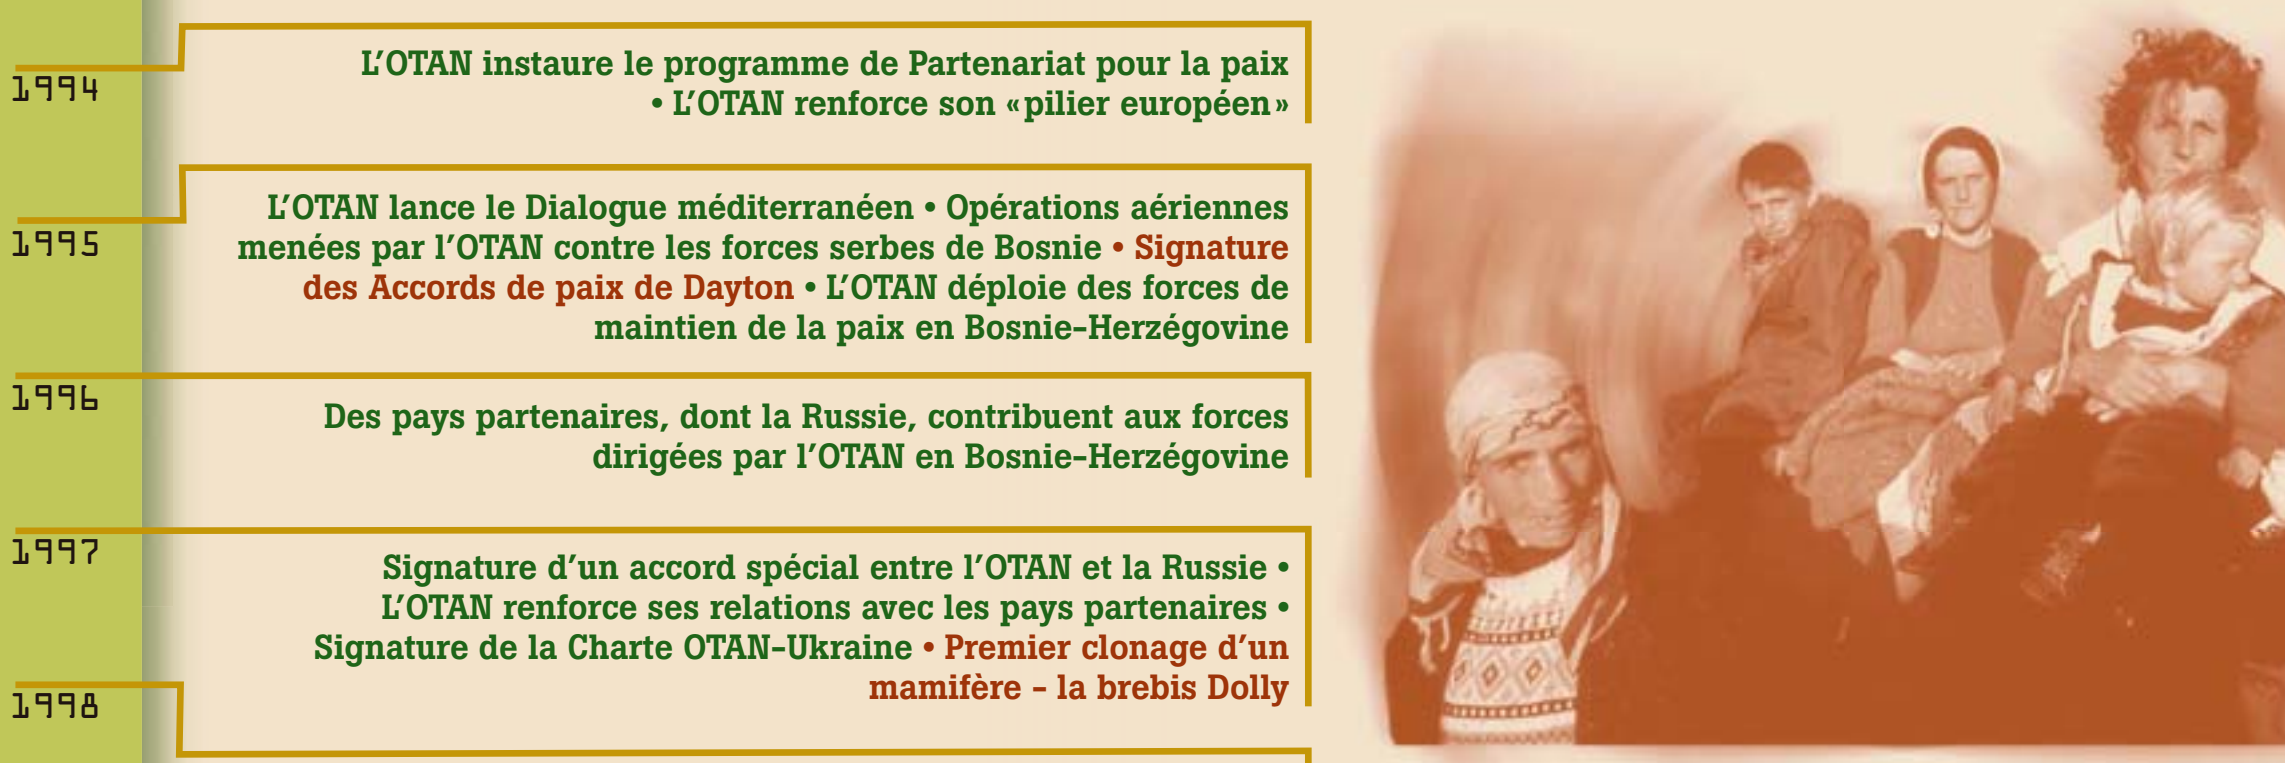 1994
L'OTAN instaure le programme de Partenariat pour la paix
• L'OTAN renforce son «pilier européen»
1995
L'OTAN lance le Dialogue méditerranéen • Opérations aériennes
menées par l'OTAN contre les forces serbes de Bosnie • Signature
des Accords de paix de Dayton • L'OTAN déploie des forces de
maintien de la paix en Bosnie-Herzégovine
1996
Des pays partenaires, dont la Russie, contribuent aux forces
dirigées par l'OTAN en Bosnie-Herzégovine
1997
Signature d'un accord spécial entre l'OTAN et la Russie •
L'OTAN renforce ses relations avec les pays partenaires •
Signature de la Charte OTAN-Ukraine • Premier clonage d'un
mamifère - la brebis Dolly
1998